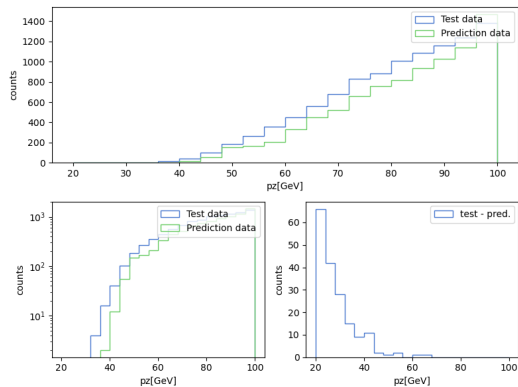 1400
1200
1000
800
600
400
200
0
counts
Test data
Prediction data
20 30 40 50 60 70 80 90 100
pz[GeV]
10³
10²
10¹
counts
Test data
Prediction data
20 40 60 80 100
pz[GeV]
60
50
40
30
20
10
0
counts
test - pred.
20 40 60 80 100
pz[GeV]